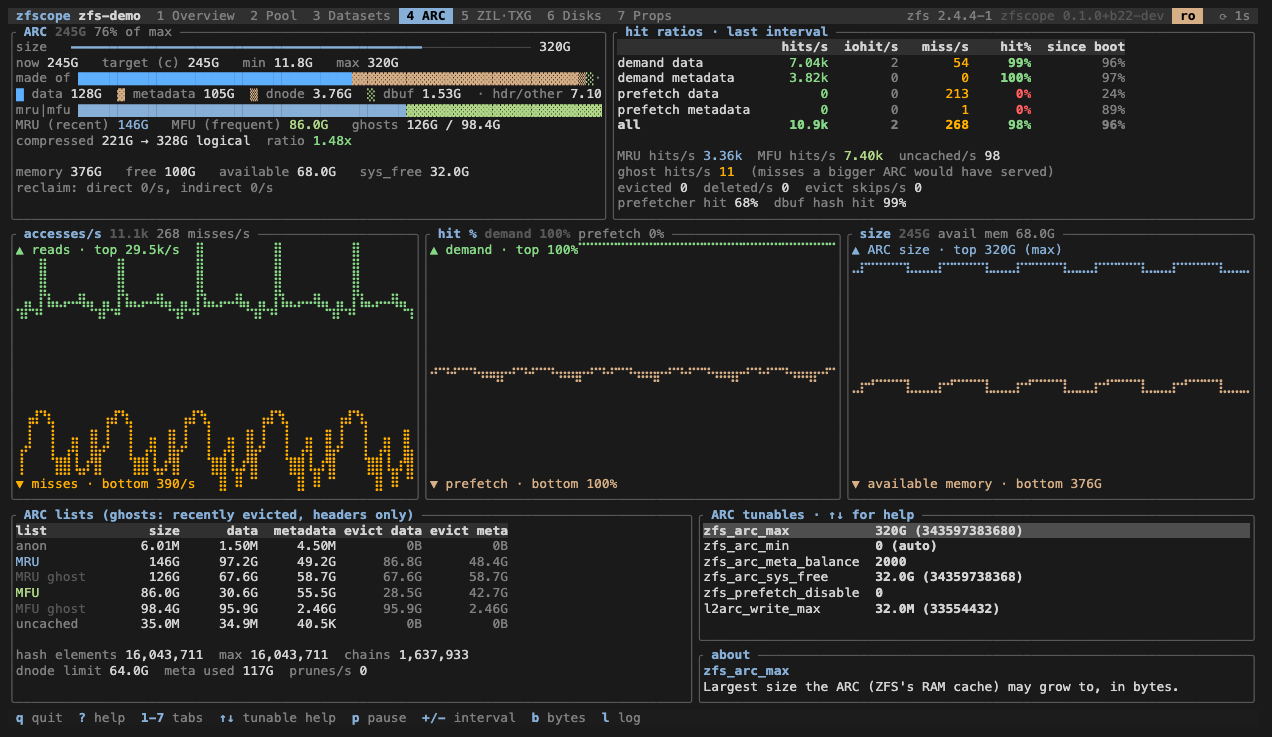 zfscope zfs-demo 1 Overview 2 Pool 3 Datasets 4 ARC 5 ZIL·TXG 6 Disks 7 Props zfs 2.4.4-1 zfscope 0.1.0+b22-dev ro ⟳ 1s
ARC 245G 76% of max
size 320G
now 245G target (c) 245G min 11.8G max 320G
made of
data 128G metadata 105G dnode 3.76G dbuf 1.53G · hdr/other 7.10
mru|mfu
MRU (recent) 146G MFU (frequent) 86.0G ghosts 126G / 98.4G
compressed 221G → 328G logical ratio 1.48x
memory 376G free 100G available 68.0G sys_free 32.0G
reclaim: direct 0/s, indirect 0/s
hit ratios · last interval
hits/s iohit/s miss/s hit% since boot
demand data 7.04k 2 54 99% 96%
demand metadata 3.82k 0 0 100% 97%
prefetch data 0 0 213 0% 24%
prefetch metadata 0 0 1 0% 89%
all 10.9k 2 268 98% 96%
MRU hits/s 3.36k MFU hits/s 7.40k uncached/s 98
ghost hits/s 11 (misses a bigger ARC would have served)
evicted 0 deleted/s 0 evict skips/s 0
prefetcher hit 68% dbuf hash hit 99%
accesses/s 11.1k 268 misses/s
▲ reads · top 29.5k/s
▼ misses · bottom 390/s
hit % demand 100% prefetch 0%
▲ demand · top 100%
▼ prefetch · bottom 100%
size 245G avail mem 68.0G
▲ ARC size · top 320G (max)
▼ available memory · bottom 376G
ARC lists (ghosts: recently evicted, headers only)
list size data metadata evict data evict meta
anon 6.01M 1.50M 4.50M 0B 0B
MRU 146G 97.2G 49.2G 86.8G 48.4G
MRU ghost 126G 67.6G 58.7G 67.6G 58.7G
MFU 86.0G 30.6G 55.5G 28.5G 42.7G
MFU ghost 98.4G 95.9G 2.46G 95.9G 2.46G
uncached 35.0M 34.9M 40.5K 0B 0B
hash elements 16,043,711 max 16,043,711 chains 1,637,933
dnode limit 64.0G meta used 117G prunes/s 0
ARC tunables · ↑↓ for help
zfs_arc_max 320G (343597383680)
zfs_arc_min 0 (auto)
zfs_arc_meta_balance 2000
zfs_arc_sys_free 32.0G (34359738368)
zfs_prefetch_disable 0
l2arc_write_max 32.0M (33554432)
about
zfs_arc_max
Largest size the ARC (ZFS's RAM cache) may grow to, in bytes.
q quit ? help 1-7 tabs ↑↓ tunable help p pause +/- interval b bytes l log